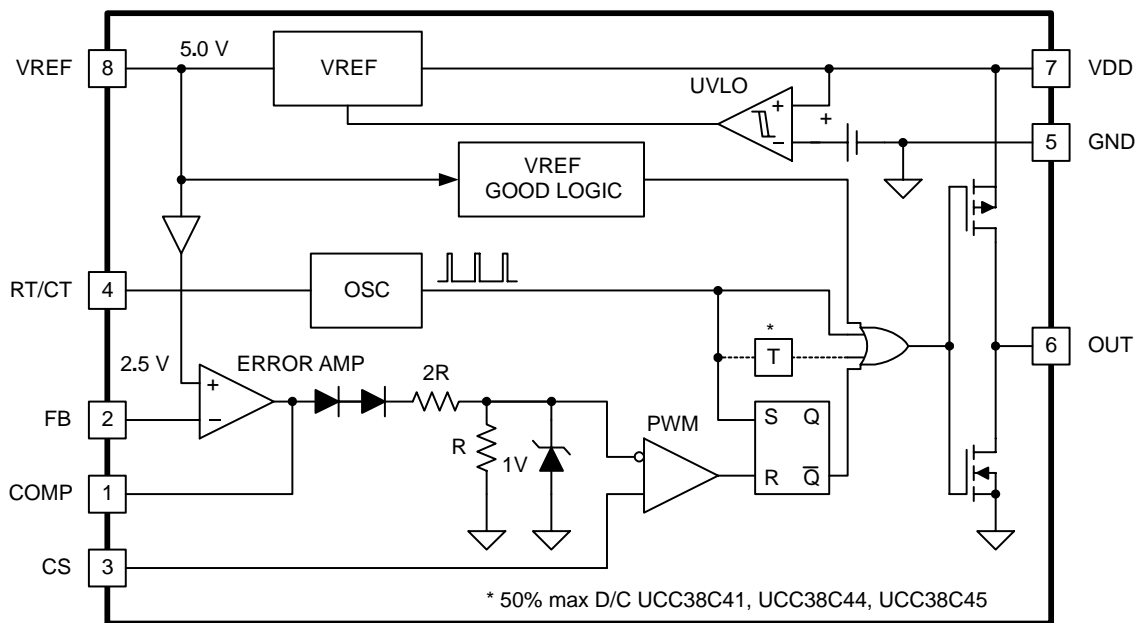 5.0 V
VREF 8
VREF
7 VDD
UVLO
+
+
−
−
5 GND
VREF
GOOD LOGIC
RT/CT 4
OSC
*
T
6 OUT
2.5 V
ERROR AMP
+
−
2R
FB 2
PWM
S Q
R
1V
R Q̅
COMP 1
CS 3
* 50% max D/C UCC38C41, UCC38C44, UCC38C45